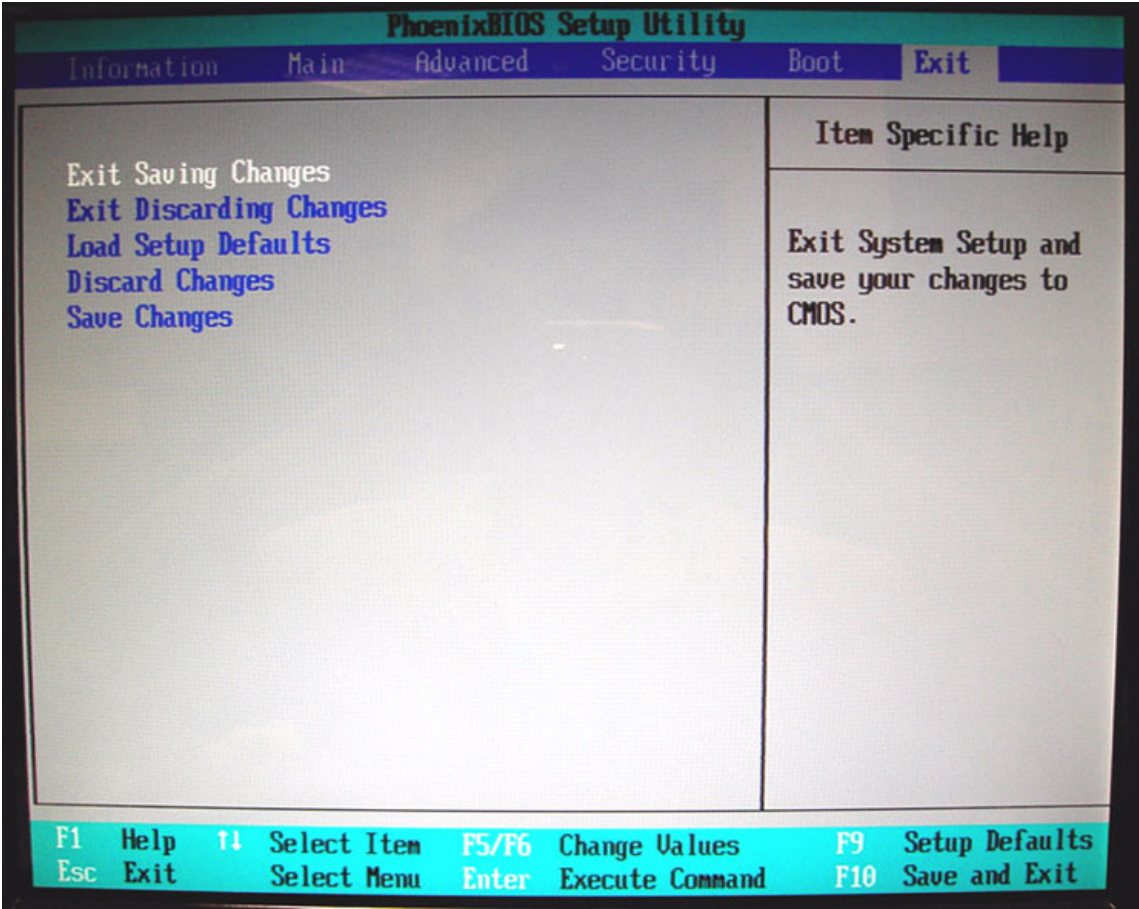 PhoenixBIOS Setup Utility
Information Main Advanced Security Boot Exit
Item Specific Help
Exit Saving Changes
Exit Discarding Changes
Load Setup Defaults
Discard Changes
Save Changes
Exit System Setup and
save your changes to
CMOS.
F1 Help ↑↓ Select Item F5/F6 Change Values F9 Setup Defaults
Esc Exit Select Menu Enter Execute Command F10 Save and Exit